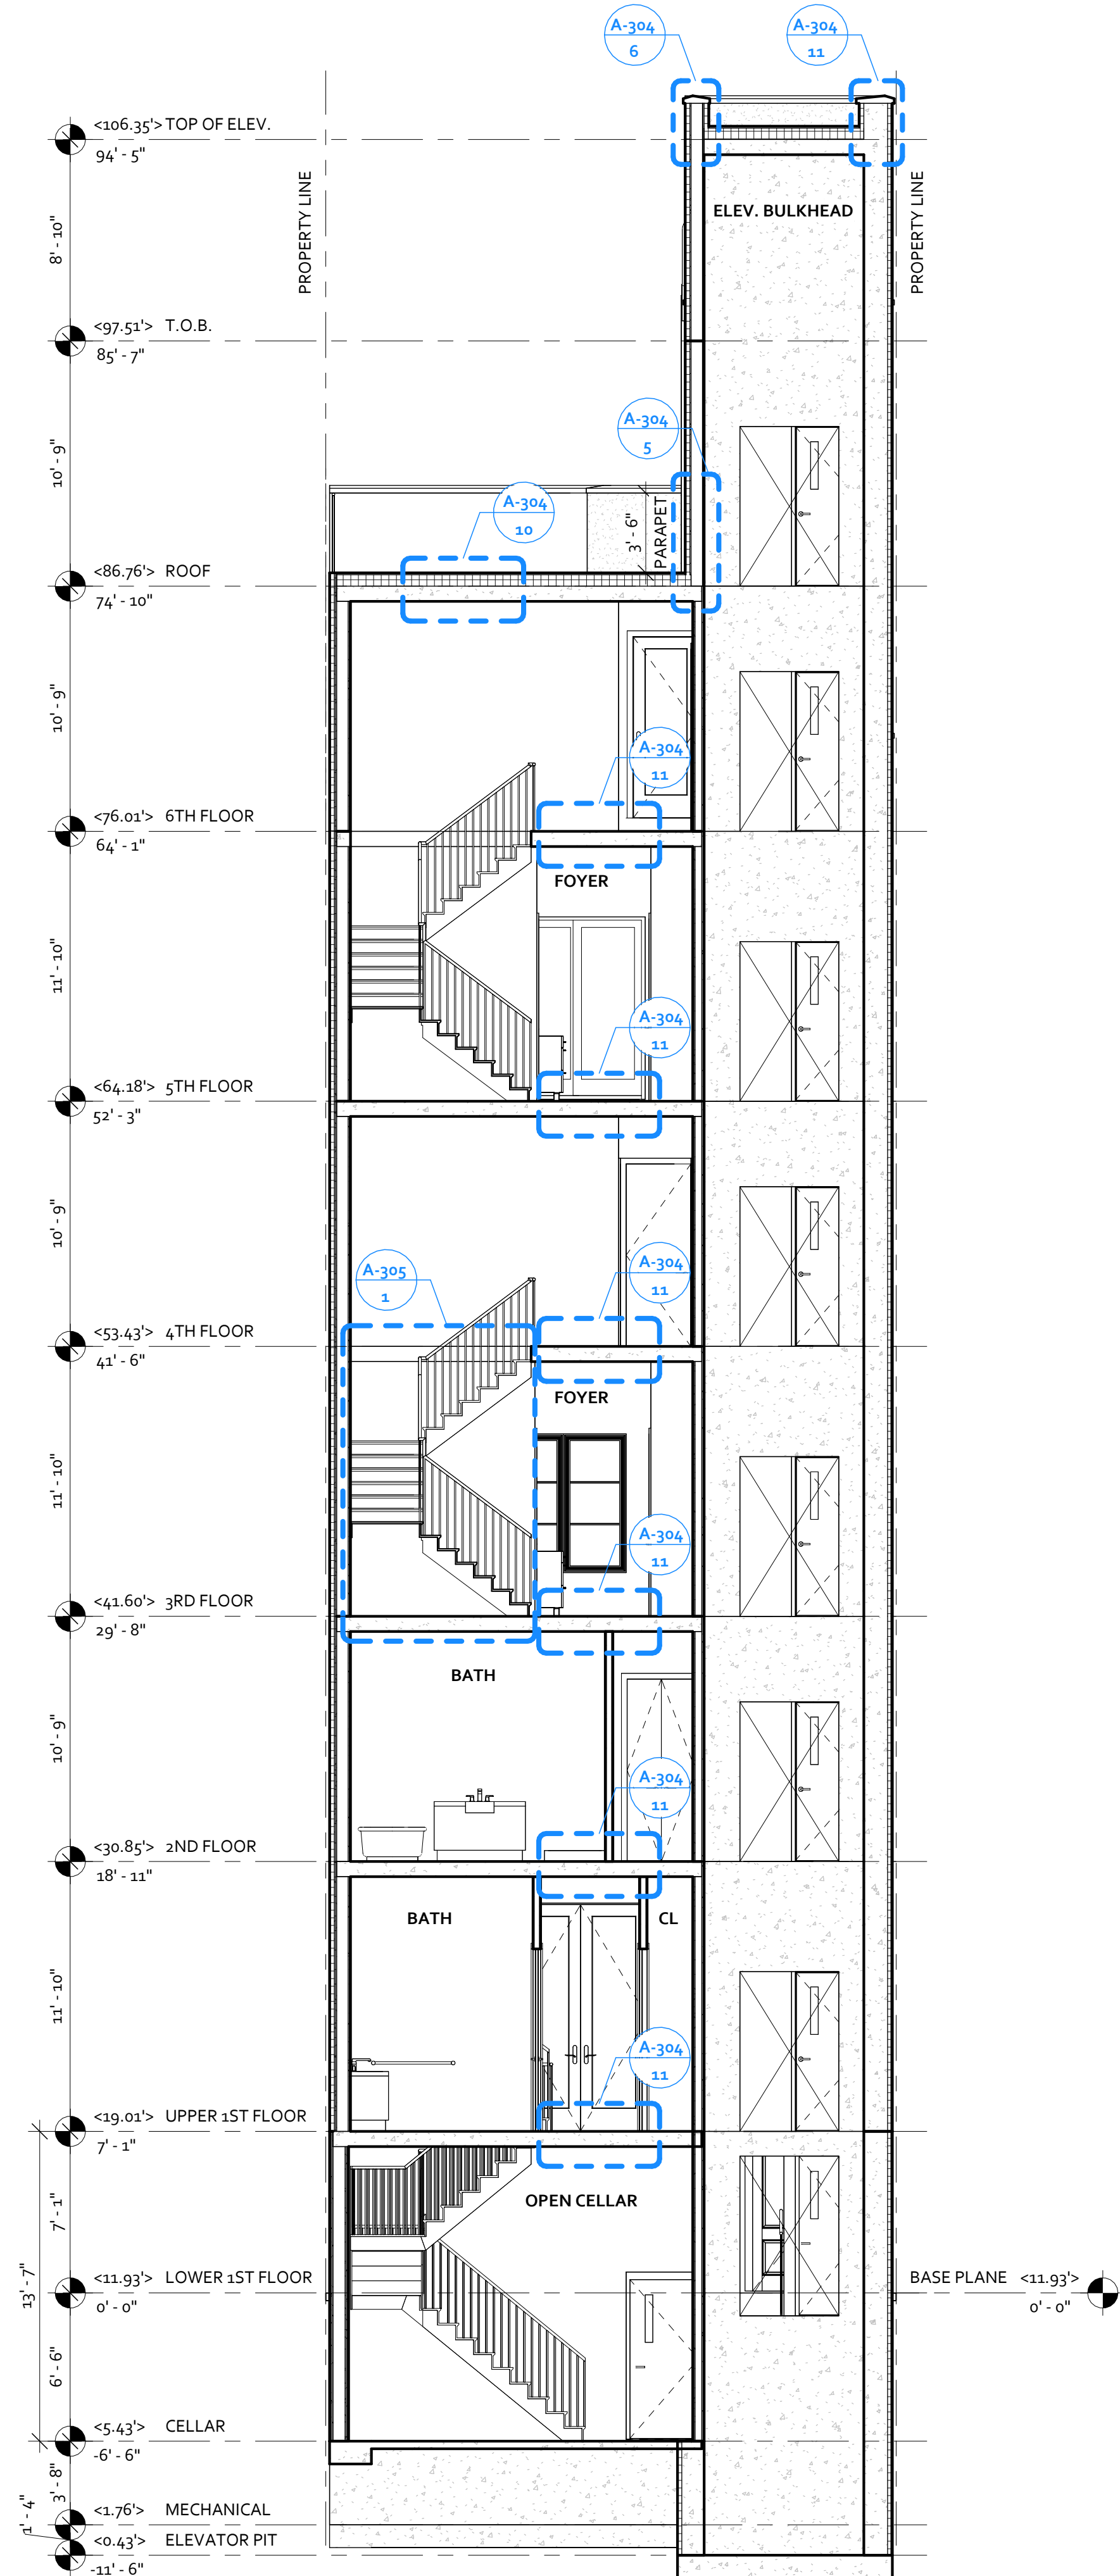 A-304
6
A-304
11
<106.35'> TOP OF ELEV.
94' - 5"
PROPERTY LINE
PROPERTY LINE
ELEV. BULKHEAD
8' - 10"
<97.51'> T.O.B.
85' - 7"
A-304
5
10' - 9"
A-304
10
3' - 6"
PARAPET
<86.76'> ROOF
74' - 10"
10' - 9"
A-304
11
<76.01'> 6TH FLOOR
64' - 1"
FOYER
11' - 10"
A-304
11
<64.18'> 5TH FLOOR
52' - 3"
10' - 9"
A-305
1
A-304
11
<53.43'> 4TH FLOOR
41' - 6"
FOYER
11' - 10"
A-304
11
<41.60'> 3RD FLOOR
29' - 8"
BATH
10' - 9"
A-304
11
<30.85'> 2ND FLOOR
18' - 11"
BATH
CL
11' - 10"
A-304
11
<19.01'> UPPER 1ST FLOOR
7' - 1"
OPEN CELLAR
7' - 1"
13' - 7"
<11.93'> LOWER 1ST FLOOR
0' - 0"
BASE PLANE <11.93'>
0' - 0"
6' - 6"
<5.43'> CELLAR
-6' - 6"
3' - 8"
<1.76'> MECHANICAL
1' - 4"
<0.43'> ELEVATOR PIT
-11' - 6"